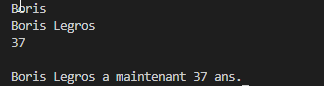 Boris
Boris Legros
37
Boris Legros a maintenant 37 ans.